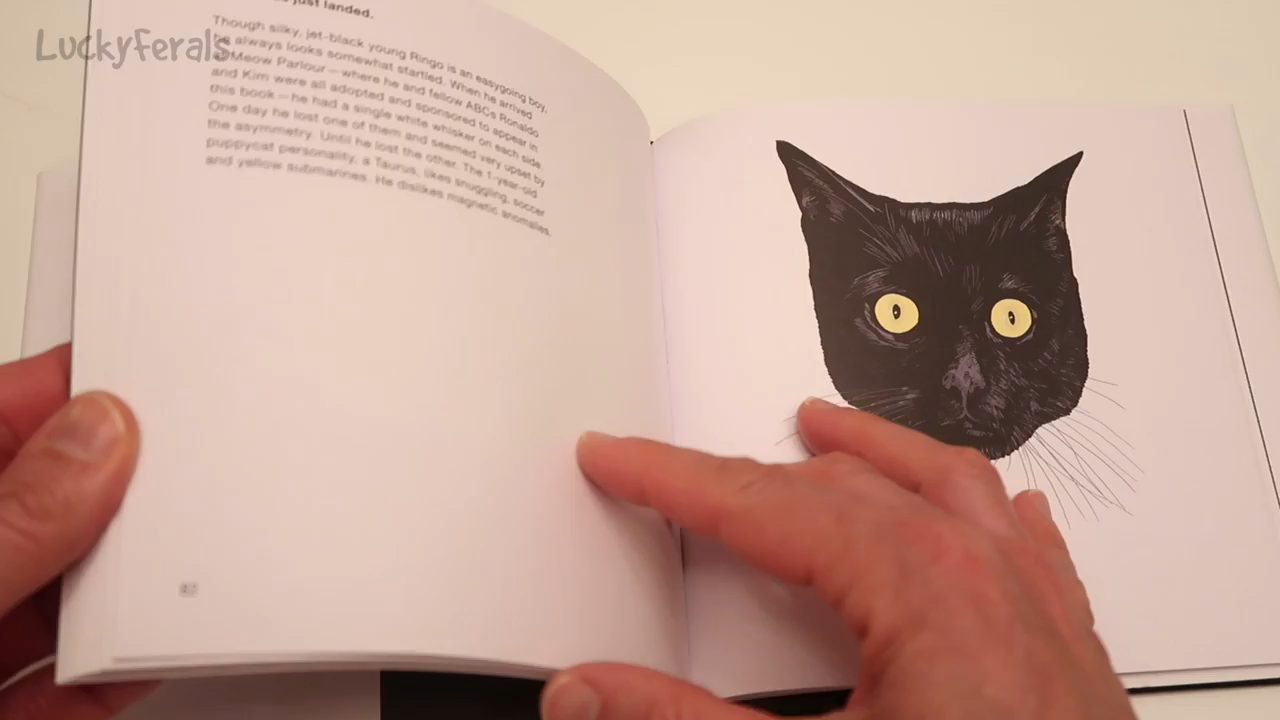 LuckyFerals
just landed.
Though silky, jet-black young Ringo is an easygoing boy,
he always looks somewhat startled. When he arrived
at Meow Parlour — where he and fellow ABCs Ronaldo
and Kim were all adopted and sponsored to appear in
this book — he had a single white whisker on each side.
One day he lost one of them and seemed very upset by
the asymmetry. Until he lost the other. The 1-year-old
puppycat personality, a Taurus, likes snuggling, soccer
and yellow submarines. He dislikes magnetic anomalies.